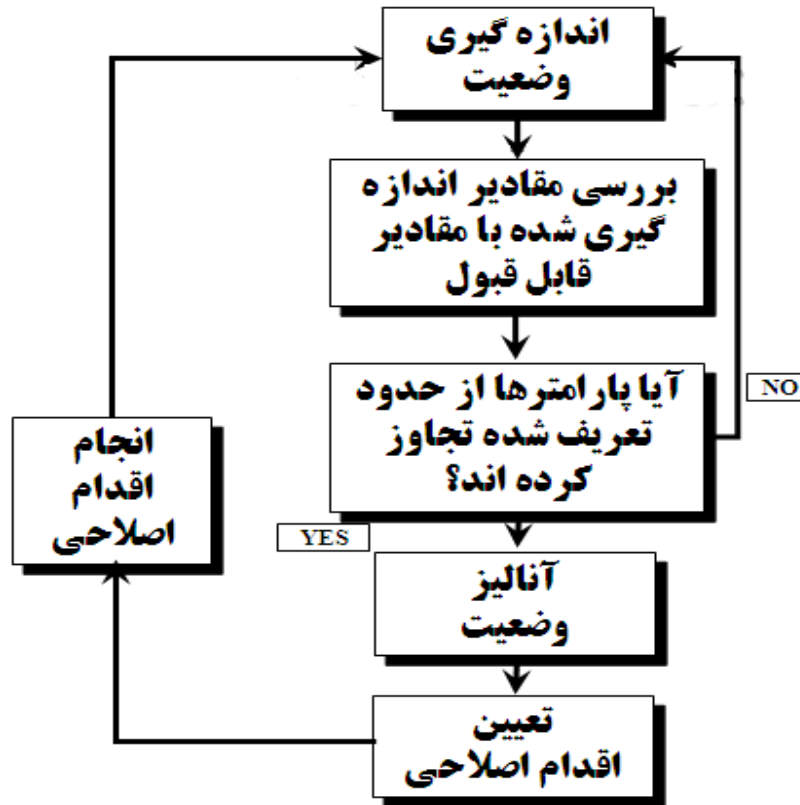 اندازه گیری
وضعیت
بررسی مقادیر اندازه
گیری شده با مقادیر
قابل قبول
آیا پارامترها از حدود
تعریف شده تجاوز
کرده اند؟
NO
YES
آنالیز
وضعیت
تعیین
اقدام اصلاحی
انجام
اقدام
اصلاحی